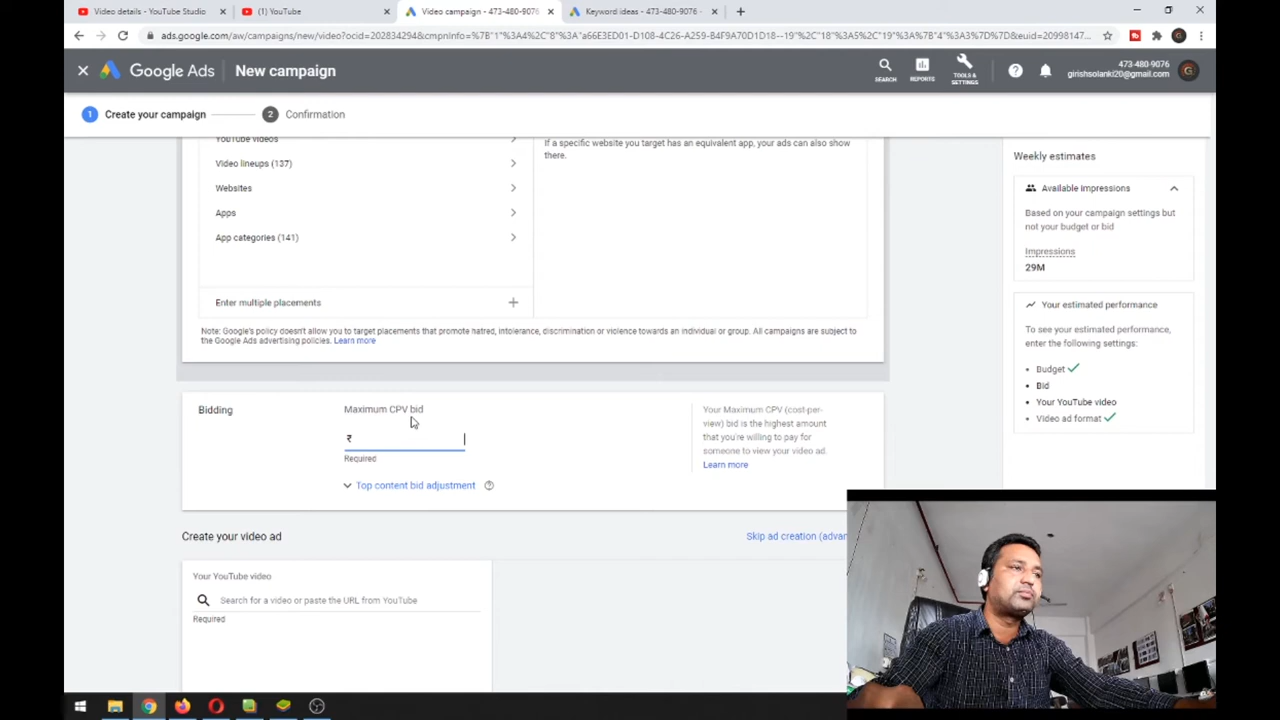 Video details - YouTube Studio
(1) YouTube
Video campaign - 473-480-9076
Keyword ideas - 473-480-9076 -
ads.google.com/aw/campaigns/new/video?ocid=202834294&cmpnInfo=%7B"1"%3A4%2C"8"%3A"a66E3ED01-D108-4C26-A259-B4F9A70D1D18--19"%2C"18"%3A5%2C"19"%3A%7B"4"%3A3%7D%7D&euid=20998147...
Google Ads
New campaign
SEARCH
REPORTS
TOOLS &
SETTINGS
473-480-9076
girishsolanki20@gmail.com
G
1 Create your campaign
2 Confirmation
YouTube videos
Video lineups (137)
Websites
Apps
App categories (141)
Enter multiple placements
If a specific website you target has an equivalent app, your ads can also show
there.
Note: Google's policy doesn't allow you to target placements that promote hatred, intolerance, discrimination or violence towards an individual or group. All campaigns are subject to
the Google Ads advertising policies. Learn more
Weekly estimates
Available impressions
Based on your campaign settings but
not your budget or bid
Impressions
29M
Your estimated performance
To see your estimated performance,
enter the following settings:
• Budget
• Bid
• Your YouTube video
• Video ad format
Bidding
Maximum CPV bid
₹
Required
Top content bid adjustment
Your Maximum CPV (cost-per-
view) bid is the highest amount
that you're willing to pay for
someone to view your video ad.
Learn more
Create your video ad
Skip ad creation (advan
Your YouTube video
Search for a video or paste the URL from YouTube
Required